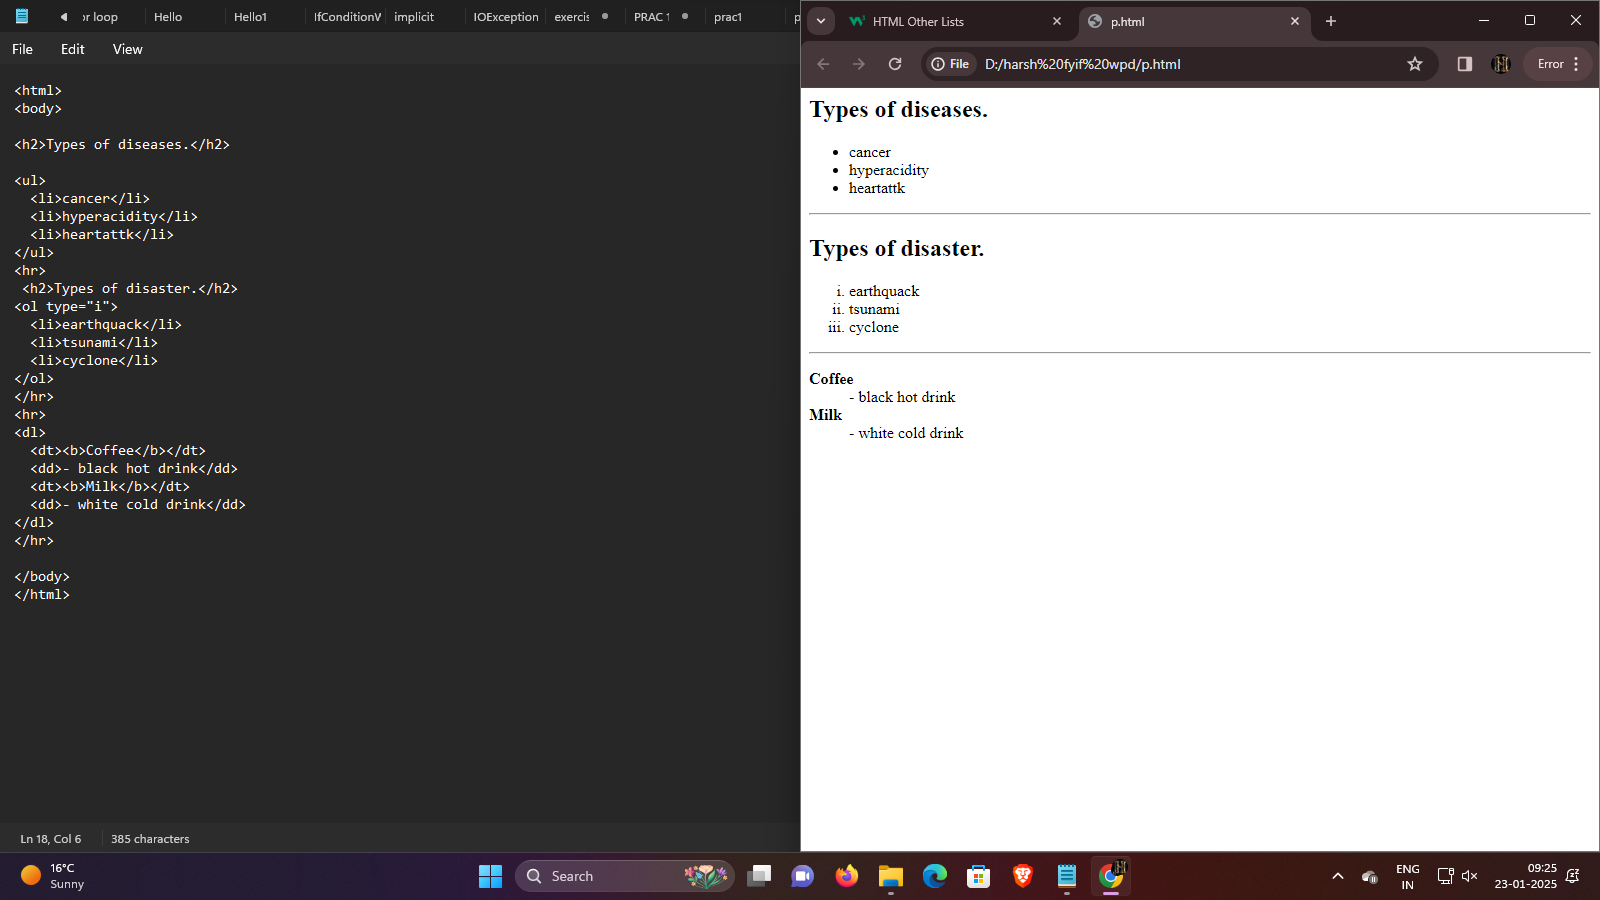 or loop
Hello
Hello1
IfConditionV
implicit
IOException
exercis
PRAC 1
prac1
File
Edit
View
<html>
<body>
<h2>Types of diseases.</h2>
<ul>
<li>cancer</li>
<li>hyperacidity</li>
<li>heartattk</li>
</ul>
<hr>
<h2>Types of disaster.</h2>
<ol type="i">
<li>earthquack</li>
<li>tsunami</li>
<li>cyclone</li>
</ol>
</hr>
<hr>
<dl>
<dt><b>Coffee</b></dt>
<dd>- black hot drink</dd>
<dt><b>Milk</b></dt>
<dd>- white cold drink</dd>
</dl>
</hr>
</body>
</html>
Ln 18, Col 6
385 characters
HTML Other Lists
p.html
File
D:/harsh%20fyif%20wpd/p.html
Error
Types of diseases.
• cancer
• hyperacidity
• heartattk
Types of disaster.
i. earthquack
ii. tsunami
iii. cyclone
Coffee
- black hot drink
Milk
- white cold drink
16°C
Sunny
Search
ENG
IN
09:25
23-01-2025